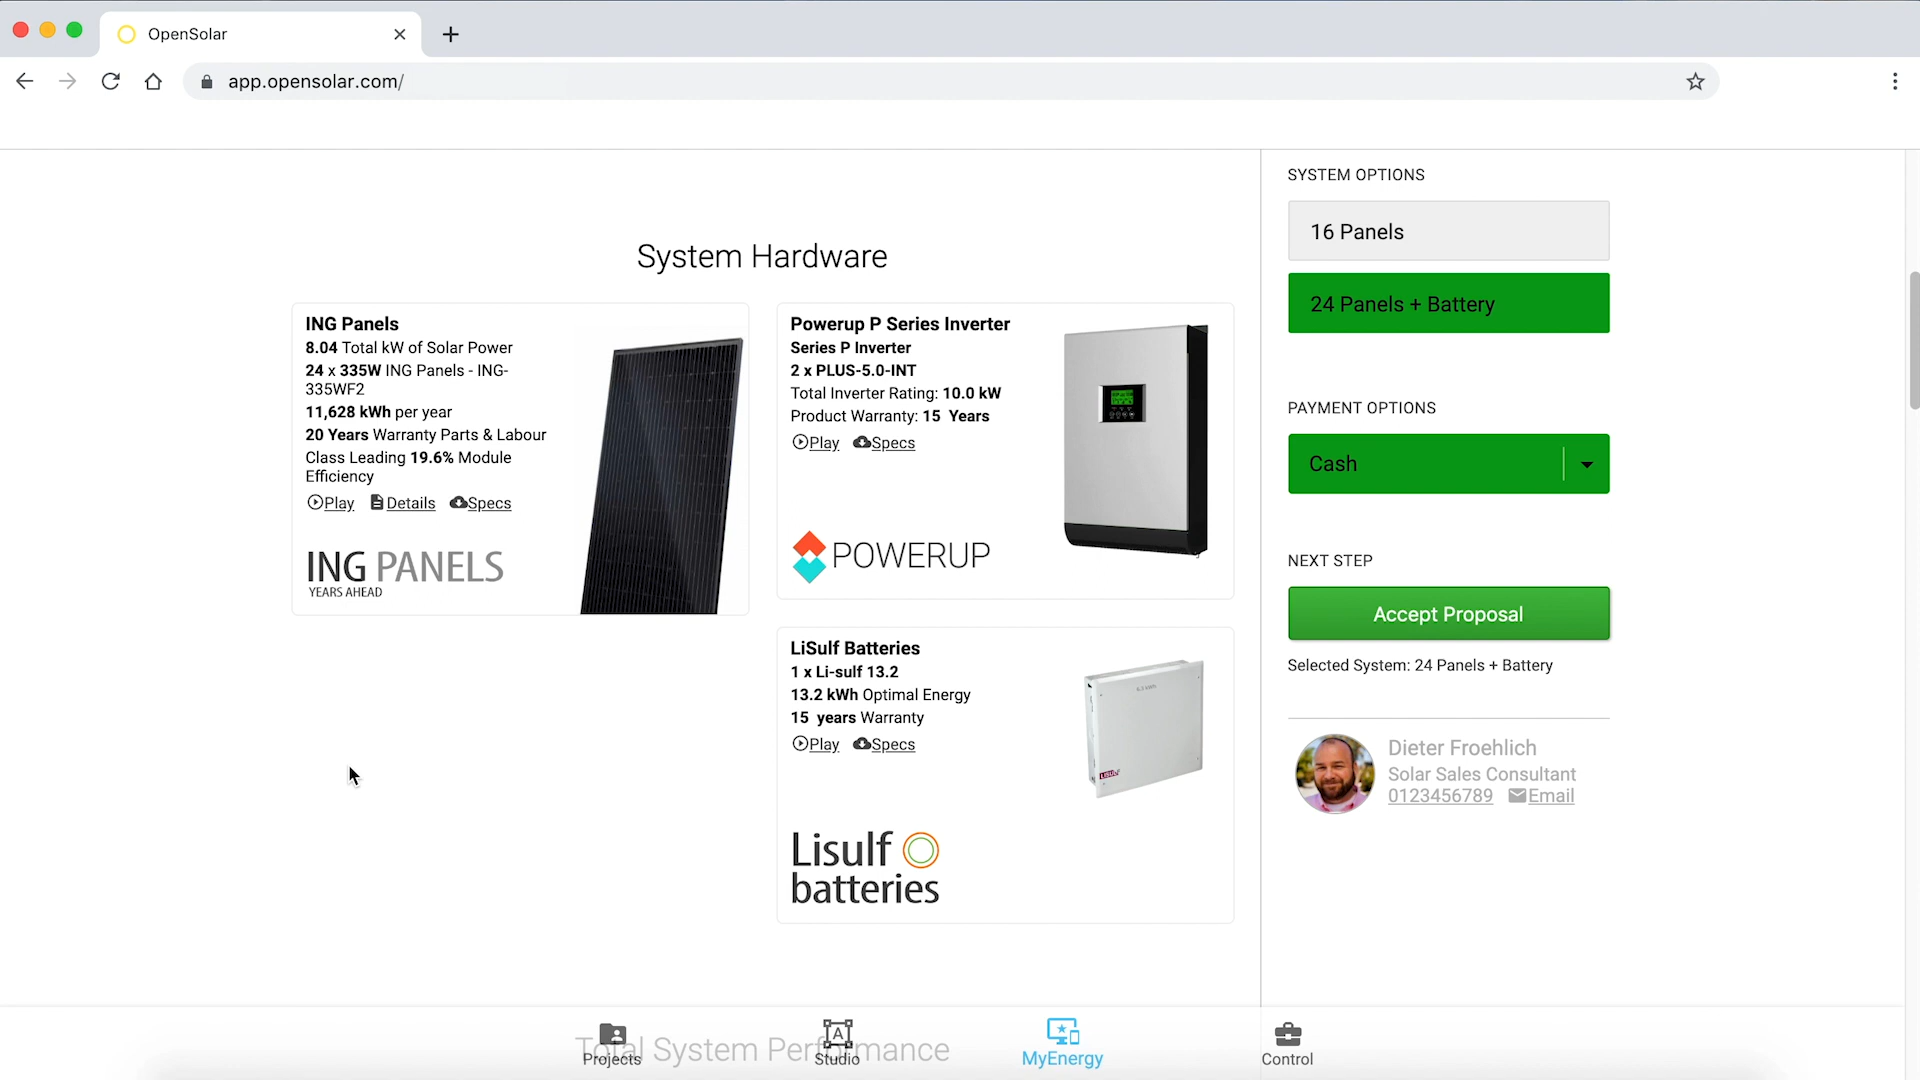 OpenSolar
app.opensolar.com/
System Hardware
ING Panels
8.04 Total kW of Solar Power
24 x 335W ING Panels - ING-
335WF2
11,628 kWh per year
20 Years Warranty Parts & Labour
Class Leading 19.6% Module
Efficiency
Play Details Specs
ING PANELS
YEARS AHEAD
Powerup P Series Inverter
Series P Inverter
2 x PLUS-5.0-INT
Total Inverter Rating: 10.0 kW
Product Warranty: 15 Years
Play Specs
POWERUP
LiSulf Batteries
1 x Li-sulf 13.2
13.2 kWh Optimal Energy
15 years Warranty
Play Specs
Lisulf
batteries
SYSTEM OPTIONS
16 Panels
24 Panels + Battery
PAYMENT OPTIONS
Cash
NEXT STEP
Accept Proposal
Selected System: 24 Panels + Battery
Dieter Froehlich
Solar Sales Consultant
0123456789 Email
Total System Performance
Projects
Studio
MyEnergy
Control